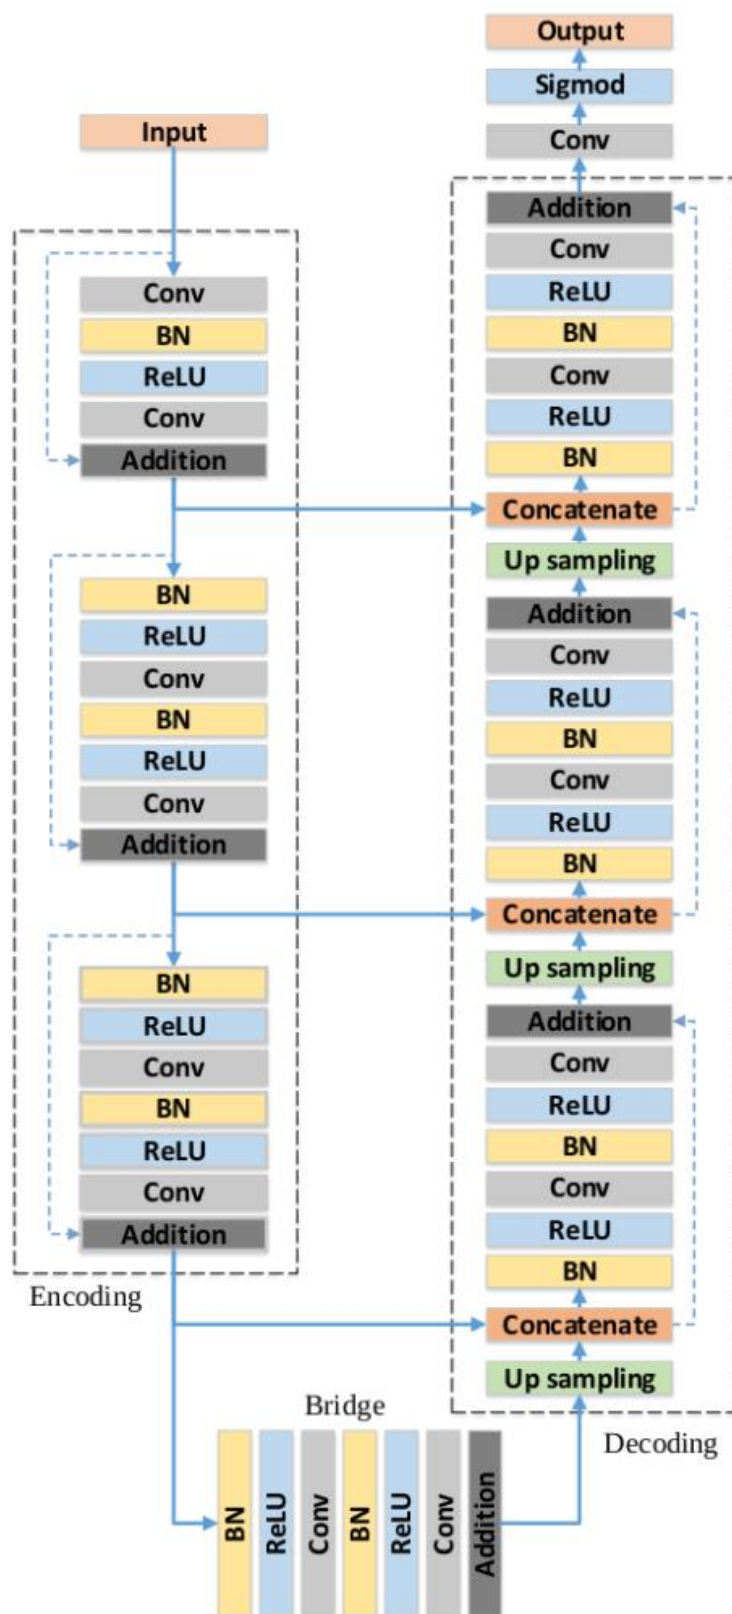 Input
Conv
BN
ReLU
Conv
Addition
BN
ReLU
Conv
BN
ReLU
Conv
Addition
BN
ReLU
Conv
BN
ReLU
Conv
Addition
Encoding
Bridge
BN
ReLU
Conv
BN
ReLU
Conv
Addition
Output
Sigmod
Conv
Addition
Conv
ReLU
BN
Conv
ReLU
BN
Concatenate
Up sampling
Addition
Conv
ReLU
BN
Conv
ReLU
BN
Concatenate
Up sampling
Addition
Conv
ReLU
BN
Conv
ReLU
BN
Concatenate
Up sampling
Decoding